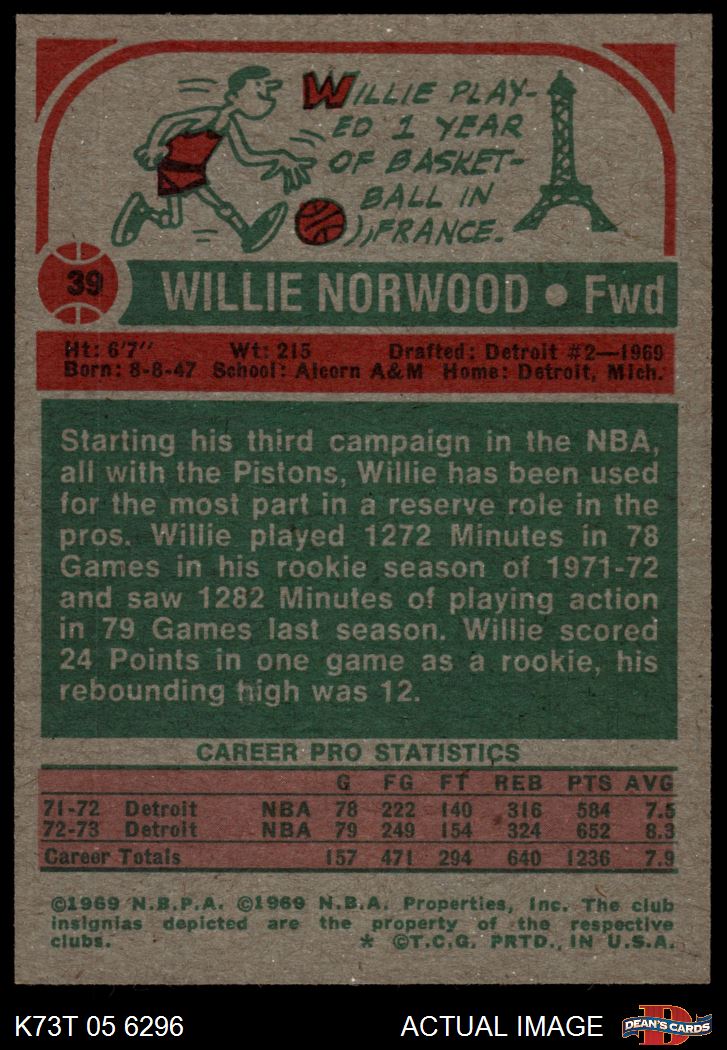 WILLIE PLAY-
ED 1 YEAR
OF BASKET-
BALL IN
FRANCE.
39
WILLIE NORWOOD • Fwd
Ht: 6'7" Wt: 215 Drafted: Detroit #2—1969
Born: 8-8-47 School: Alcorn A&M Home: Detroit, Mich.
Starting his third campaign in the NBA,
all with the Pistons, Willie has been used
for the most part in a reserve role in the
pros. Willie played 1272 Minutes in 78
Games in his rookie season of 1971-72
and saw 1282 Minutes of playing action
in 79 Games last season. Willie scored
24 Points in one game as a rookie, his
rebounding high was 12.
CAREER PRO STATISTICS
G FG FT REB PTS AVG
71-72 Detroit NBA 78 222 140 316 584 7.5
72-73 Detroit NBA 79 249 154 324 652 8.3
Career Totals 157 471 294 640 1236 7.9
©1969 N.B.P.A. ©1969 N.B.A. Properties, Inc. The club
insignias depicted are the property of the respective
clubs. * ©T.C.G. PRTD., IN U.S.A.
K73T 05 6296 ACTUAL IMAGE D DEAN'S CARDS